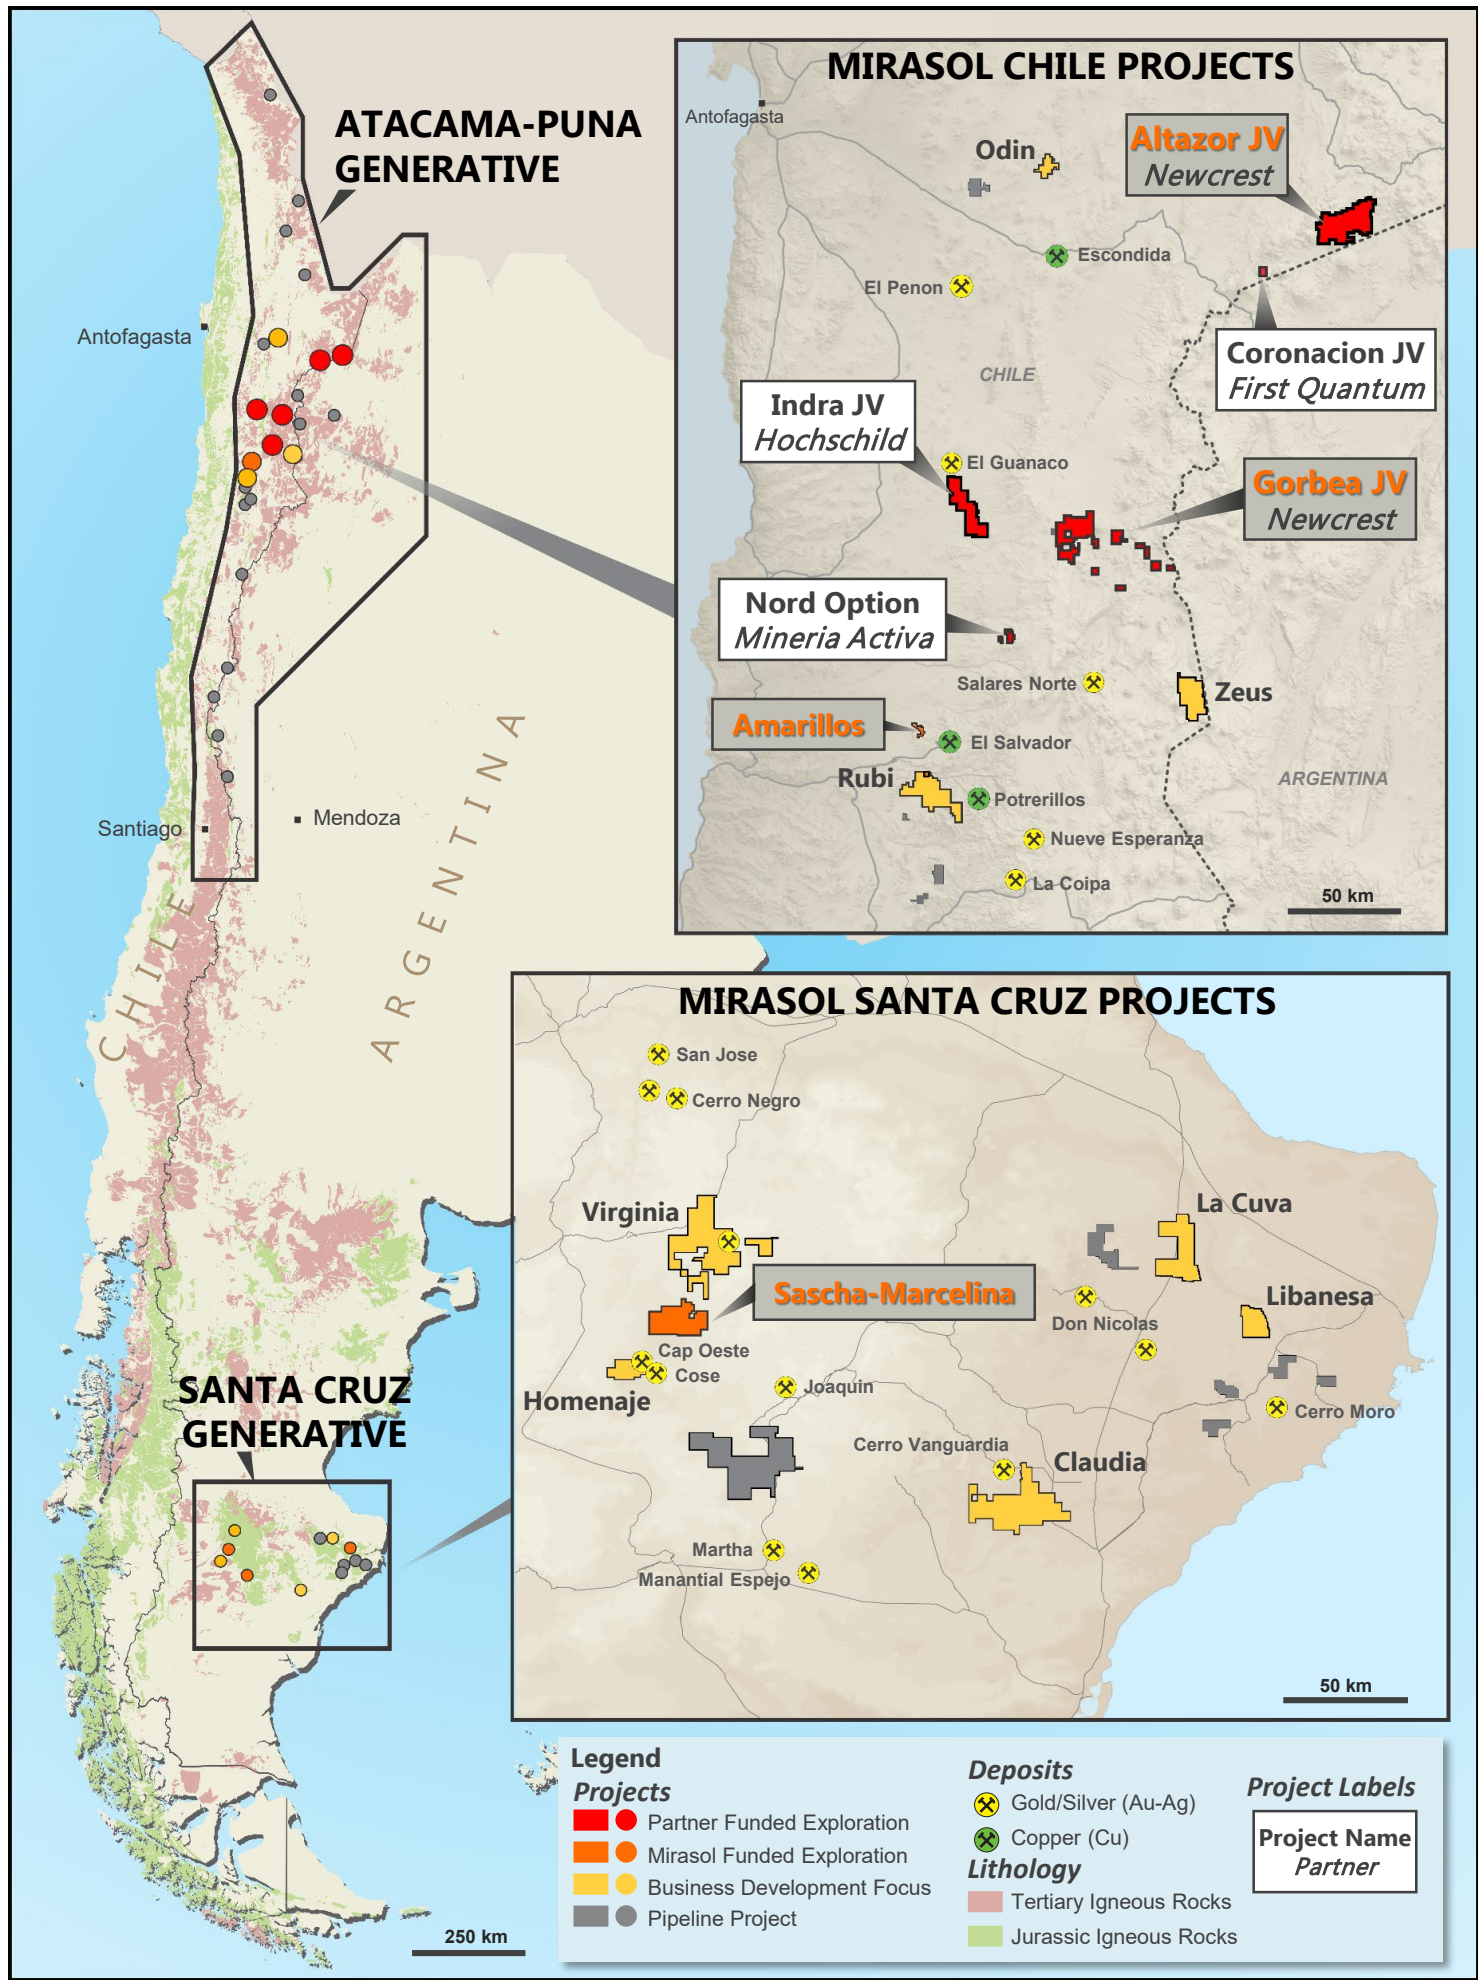 ATACAMA-PUNA
GENERATIVE
Antofagasta
Santiago
Mendoza
CHILE
ARGENTINA
SANTA CRUZ
GENERATIVE
250 km
MIRASOL CHILE PROJECTS
Antofagasta
Odin
Altazor JV
Newcrest
Escondida
El Penon
Coronacion JV
First Quantum
CHILE
Indra JV
Hochschild
El Guanaco
Gorbea JV
Newcrest
Nord Option
Mineria Activa
Salares Norte
Zeus
Amarillos
El Salvador
Rubi
ARGENTINA
Potrerillos
Nueve Esperanza
La Coipa
50 km
MIRASOL SANTA CRUZ PROJECTS
San Jose
Cerro Negro
Virginia
La Cuva
Sascha-Marcelina
Libanesa
Don Nicolas
Cap Oeste
Cose
Homenaje
Joaquin
Cerro Moro
Cerro Vanguardia
Claudia
Martha
Manantial Espejo
50 km
Legend
Projects
Partner Funded Exploration
Mirasol Funded Exploration
Business Development Focus
Pipeline Project
Deposits
Gold/Silver (Au-Ag)
Copper (Cu)
Lithology
Tertiary Igneous Rocks
Jurassic Igneous Rocks
Project Labels
Project Name
Partner